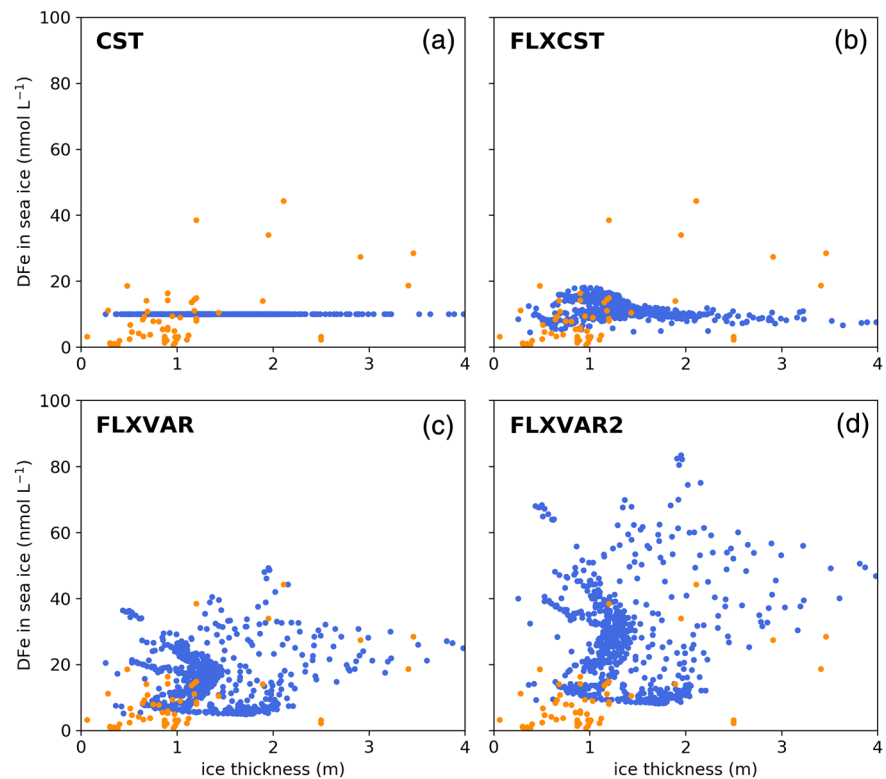 CST (a)
FLXCST (b)
100
80
60
40
20
0
DFe in sea ice (nmol L⁻¹)
0 1 2 3 4
0 1 2 3 4
FLXVAR (c)
FLXVAR2 (d)
100
80
60
40
20
0
DFe in sea ice (nmol L⁻¹)
0 1 2 3 4
0 1 2 3 4
ice thickness (m)
ice thickness (m)